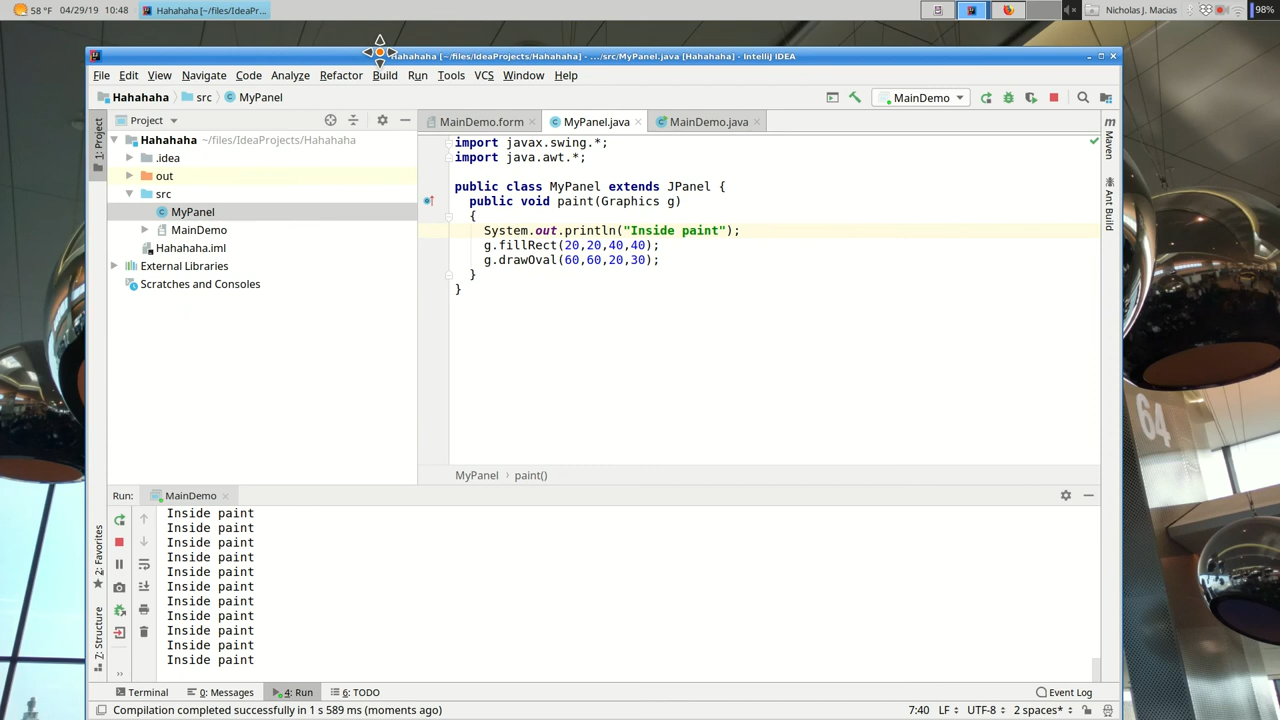 58 °F 04/29/19 10:48 Hahahaha [~/files/IdeaPr... Nicholas J. Macias 98%
Hahahaha [~/files/IdeaProjects/Hahahaha] - .../src/MyPanel.java [Hahahaha] - IntelliJ IDEA
File Edit View Navigate Code Analyze Refactor Build Run Tools VCS Window Help
Hahahaha src MyPanel MainDemo
1: Project
Project
Hahahaha ~/files/IdeaProjects/Hahahaha
.idea
out
src
MyPanel
MainDemo
Hahahaha.iml
External Libraries
Scratches and Consoles
MainDemo.form MyPanel.java MainDemo.java
import javax.swing.*;
import java.awt.*;
public class MyPanel extends JPanel {
public void paint(Graphics g)
{
System.out.println("Inside paint");
g.fillRect(20,20,40,40);
g.drawOval(60,60,20,30);
}
}
Maven
Ant Build
64
MyPanel paint()
Run: MainDemo
Inside paint
Inside paint
Inside paint
Inside paint
Inside paint
Inside paint
Inside paint
Inside paint
Inside paint
Inside paint
Inside paint
2: Favorites
7: Structure
Terminal 0: Messages 4: Run 6: TODO Event Log
Compilation completed successfully in 1 s 589 ms (moments ago) 7:40 LF UTF-8 2 spaces*